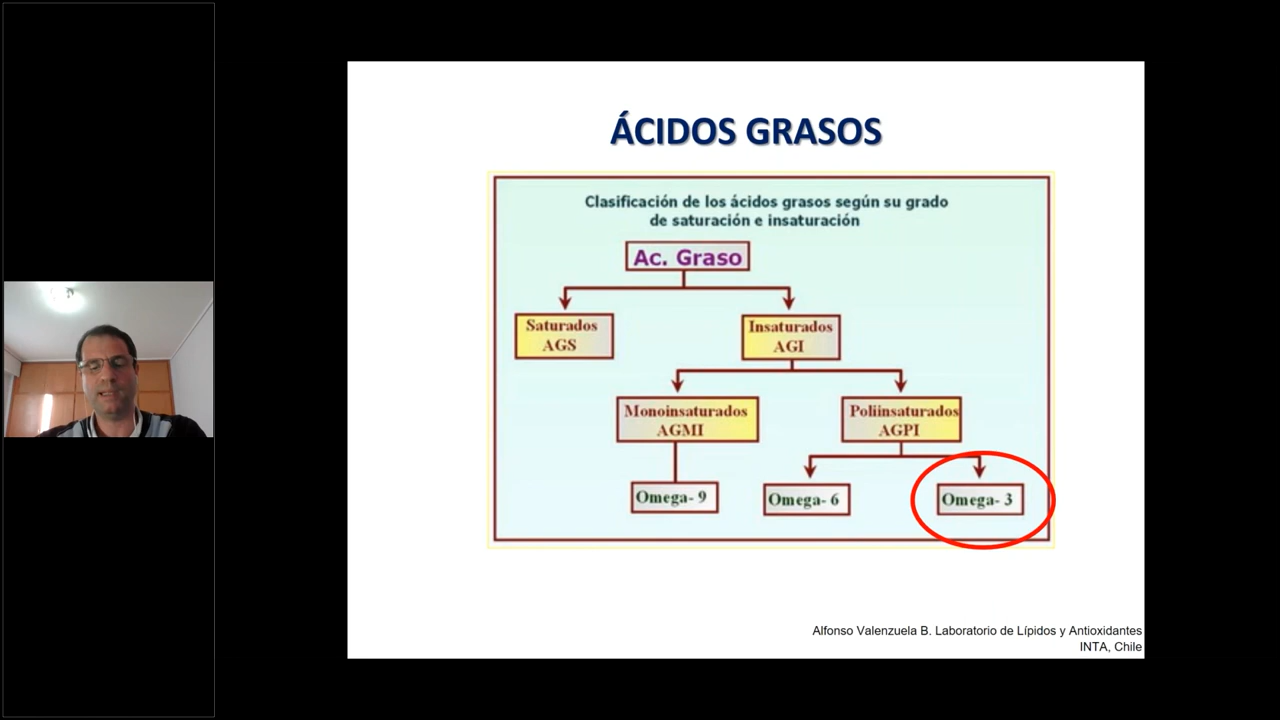 ÁCIDOS GRASOS
Clasificación de los ácidos grasos según su grado
de saturación e insaturación
Ac. Graso
Saturados
AGS
Insaturados
AGI
Monoinsaturados
AGMI
Poliinsaturados
AGPI
Omega- 9
Omega- 6
Omega- 3
Alfonso Valenzuela B. Laboratorio de Lípidos y Antioxidantes
INTA, Chile